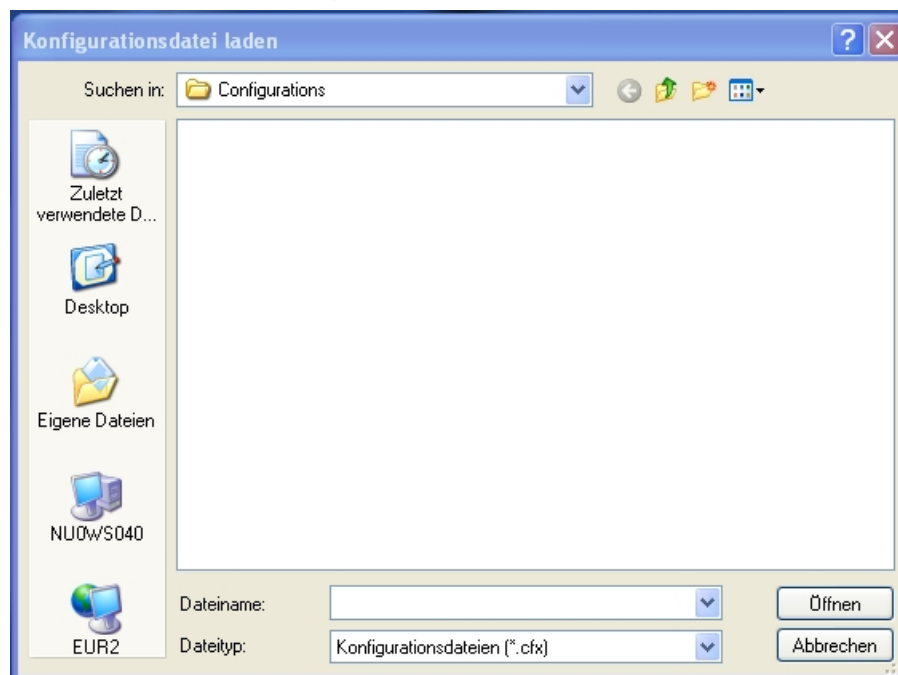 Konfigurationsdatei laden
Suchen in:
Configurations
Zuletzt
verwendete D...
Desktop
Eigene Dateien
NU0WS040
EUR2
Dateiname:
Öffnen
Dateityp:
Konfigurationsdateien (*.cfx)
Abbrechen